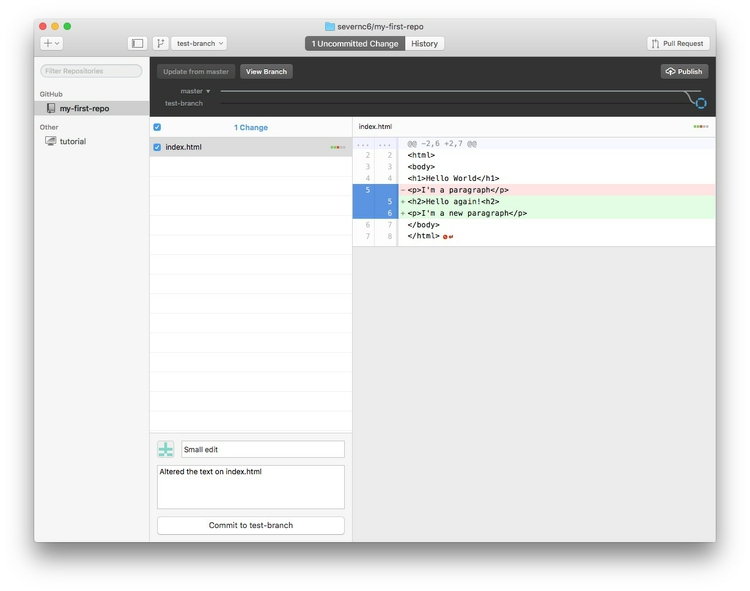 severnc6/my-first-repo
test-branch
1 Uncommitted Change
History
Pull Request
Filter Repositories
GitHub
my-first-repo
Other
tutorial
Update from master
View Branch
Publish
master
test-branch
1 Change
index.html
Small edit
Altered the text on index.html
Commit to test-branch
index.html
... ... @@ -2,6 +2,7 @@
2 2 <html>
3 3 <body>
4 4 <h1>Hello World</h1>
5 -<p>I'm a paragraph</p>
5 +<h2>Hello again!<h2>
6 +<p>I'm a new paragraph</p>
6 7 </body>
7 8 </html>